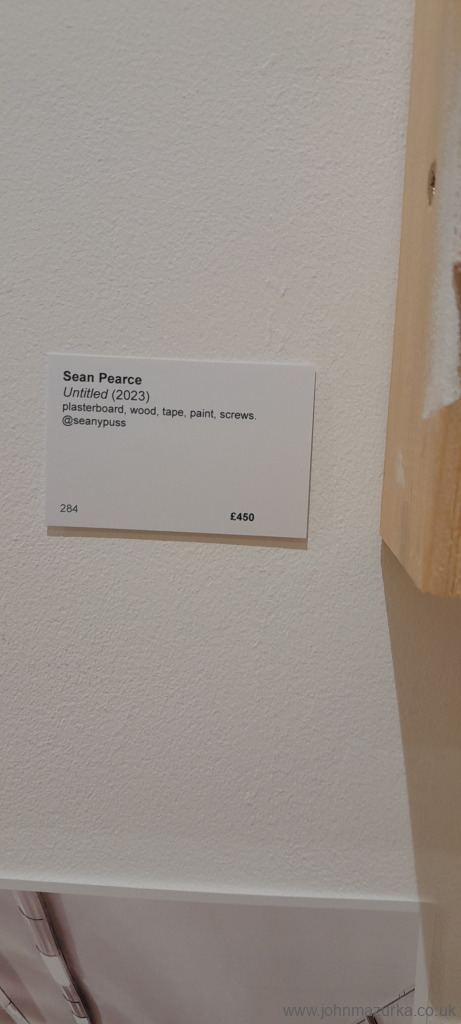 Sean Pearce
Untitled (2023)
plasterboard, wood, tape, paint, screws.
@seanypuss
284
£450
www.johnmazurka.co.uk